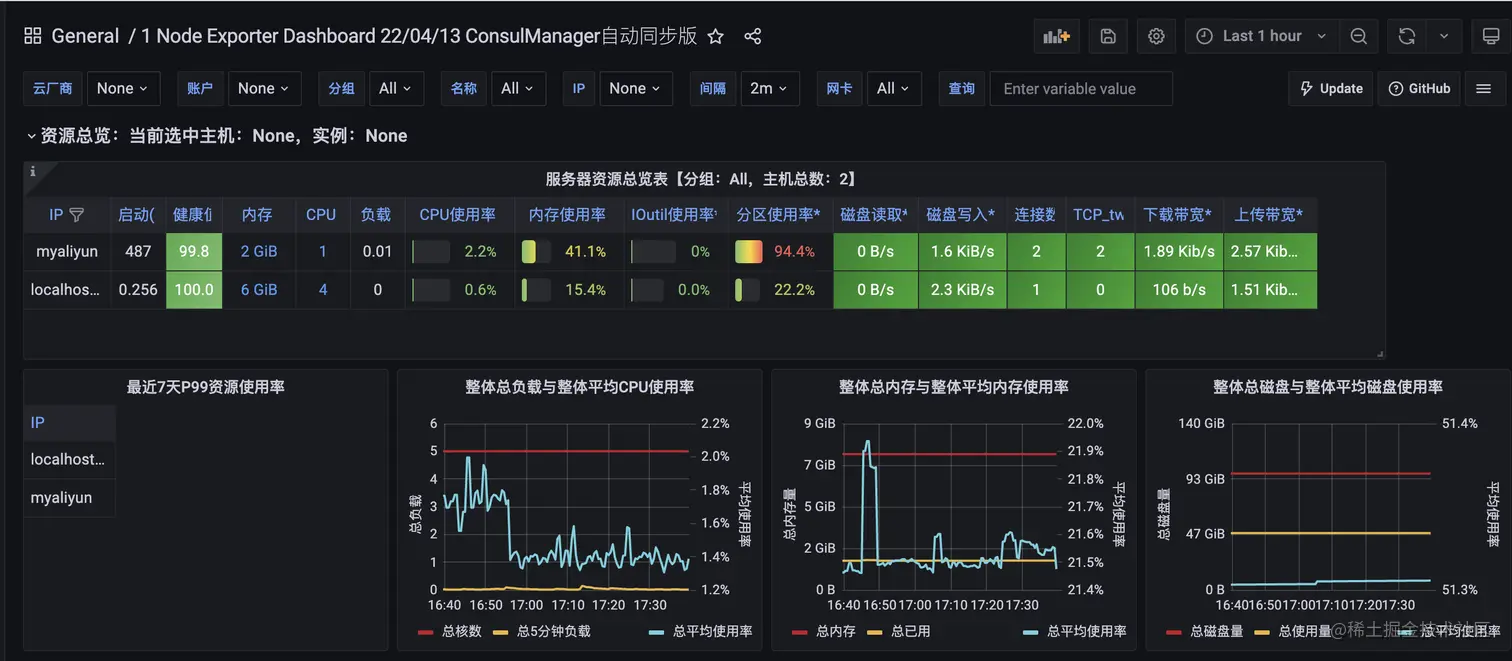 General / 1 Node Exporter Dashboard 22/04/13 ConsulManager自动同步版 Last 1 hour
云厂商 None 账户 None 分组 All 名称 All IP None 间隔 2m 网卡 All 查询 Enter variable value Update GitHub
资源总览：当前选中主机：None，实例：None
服务器资源总览表【分组：All，主机总数：2】
IP 启动( 健康值 内存 CPU 负载 CPU使用率 内存使用率 IOutil使用率* 分区使用率* 磁盘读取* 磁盘写入* 连接数 TCP_tw 下载带宽* 上传带宽*
myaliyun 487 99.8 2 GiB 1 0.01 2.2% 41.1% 0% 94.4% 0 B/s 1.6 KiB/s 2 2 1.89 Kib/s 2.57 Kib...
localhos... 0.256 100.0 6 GiB 4 0 0.6% 15.4% 0.0% 22.2% 0 B/s 2.3 KiB/s 1 0 106 b/s 1.51 Kib...
最近7天P99资源使用率
IP
localhost...
myaliyun
整体总负载与整体平均CPU使用率
6 2.2%
5 2.0%
4 1.8%
3 1.6%
2 1.4%
1 1.2%
0
总负载
平均使用率
16:40 16:50 17:00 17:10 17:20 17:30
总核数 总5分钟负载 总平均使用率
整体总内存与整体平均内存使用率
9 GiB 22.0%
7 GiB 21.9%
5 GiB 21.8%
2 GiB 21.7%
0 B 21.6%
21.5%
21.4%
总内存量
平均使用率
16:40 16:50 17:00 17:10 17:20 17:30
总内存 总已用 总平均使用率
整体总磁盘与整体平均磁盘使用率
140 GiB 51.4%
93 GiB
47 GiB
0 B 51.3%
总磁盘量
平均使用率
16:40 16:50 17:00 17:10 17:20 17:30
总磁盘量 总使用量 总平均使用率
@稀土掘金技术社区